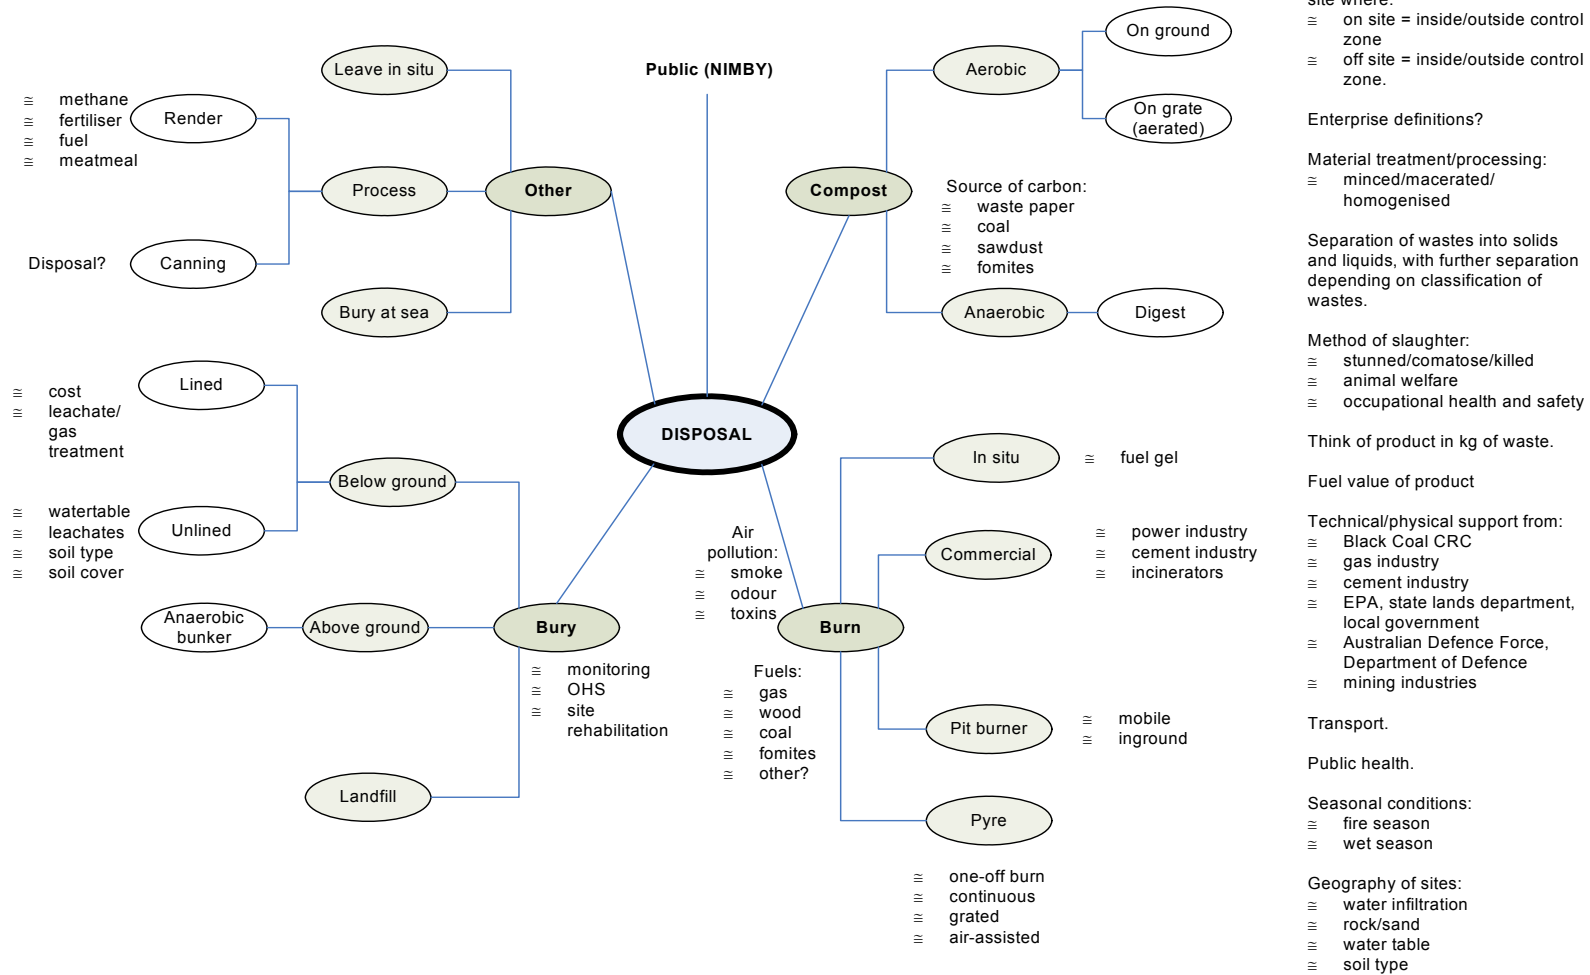 Public (NIMBY)
DISPOSAL
Other
Leave in situ
Process
Render
≅ methane
≅ fertiliser
≅ fuel
≅ meatmeal
Canning
Disposal?
Bury at sea
Compost
Aerobic
On ground
On grate
(aerated)
Source of carbon:
≅ waste paper
≅ coal
≅ sawdust
≅ fomites
Anaerobic
Digest
Bury
≅ monitoring
≅ OHS
≅ site
rehabilitation
Below ground
Lined
≅ cost
≅ leachate/
gas
treatment
Unlined
≅ watertable
≅ leachates
≅ soil type
≅ soil cover
Above ground
Anaerobic
bunker
Landfill
Burn
Air
pollution:
≅ smoke
≅ odour
≅ toxins
Fuels:
≅ gas
≅ wood
≅ coal
≅ fomites
≅ other?
In situ
≅ fuel gel
Commercial
≅ power industry
≅ cement industry
≅ incinerators
Pit burner
≅ mobile
≅ inground
Pyre
≅ one-off burn
≅ continuous
≅ grated
≅ air-assisted
site where:
≅ on site = inside/outside control
zone
≅ off site = inside/outside control
zone.
Enterprise definitions?
Material treatment/processing:
≅ minced/macerated/
homogenised
Separation of wastes into solids
and liquids, with further separation
depending on classification of
wastes.
Method of slaughter:
≅ stunned/comatose/killed
≅ animal welfare
≅ occupational health and safety
Think of product in kg of waste.
Fuel value of product
Technical/physical support from:
≅ Black Coal CRC
≅ gas industry
≅ cement industry
≅ EPA, state lands department,
local government
≅ Australian Defence Force,
Department of Defence
≅ mining industries
Transport.
Public health.
Seasonal conditions:
≅ fire season
≅ wet season
Geography of sites:
≅ water infiltration
≅ rock/sand
≅ water table
≅ soil type